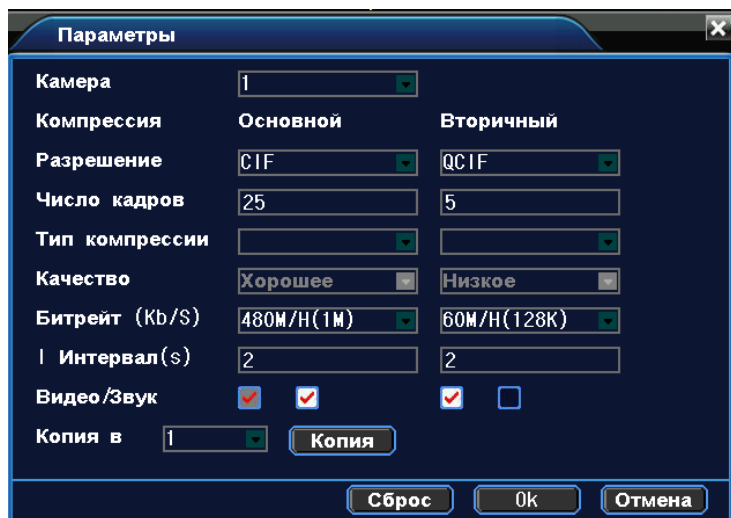 Параметры
Камера 1
Компрессия Основной Вторичный
Разрешение CIF QCIF
Число кадров 25 5
Тип компрессии
Качество Хорошее Низкое
Битрейт (Kb/S) 480M/H(1M) 60M/H(128K)
I Интервал(s) 2 2
Видео/Звук
Копия в 1 Копия
Сброс Ok Отмена